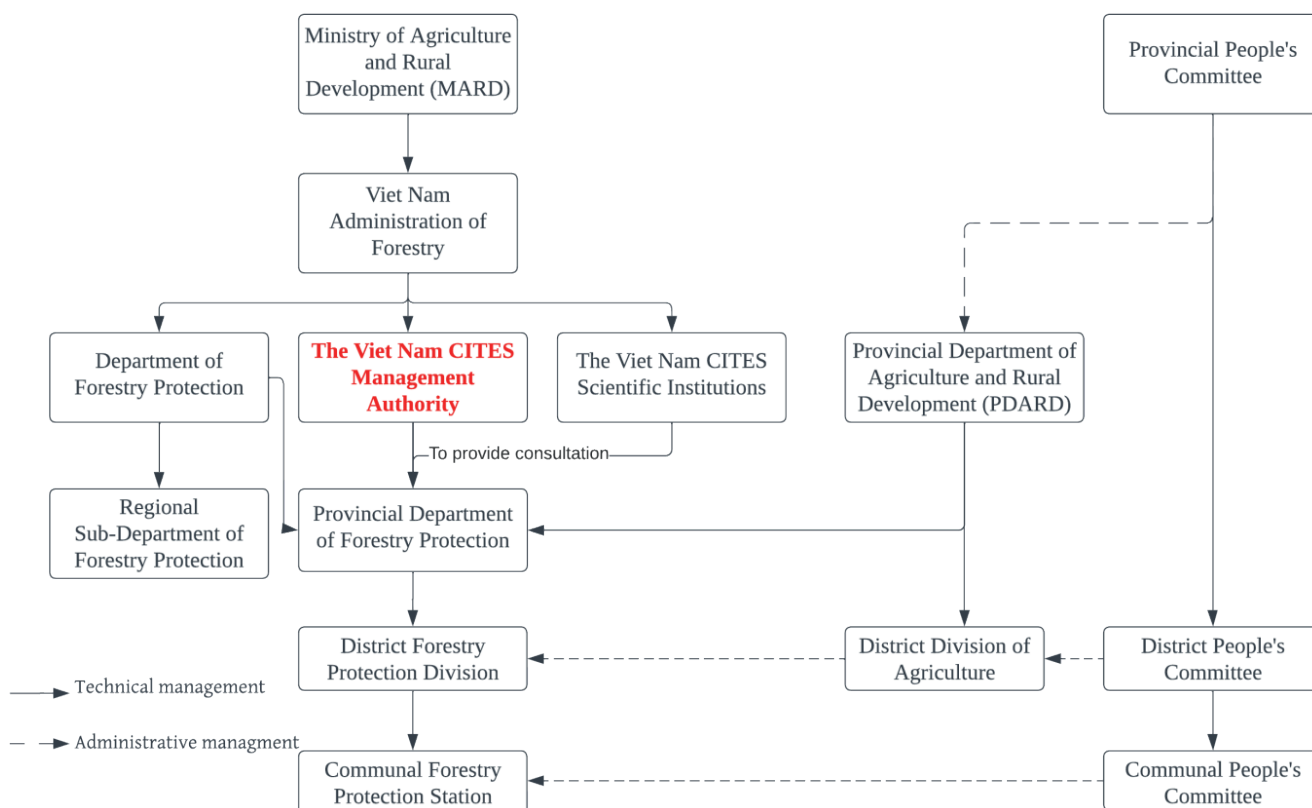 Ministry of Agriculture
and Rural
Development (MARD)
Provincial People's
Committee
Viet Nam
Administration of
Forestry
Department of
Forestry Protection
The Viet Nam CITES
Management
Authority
The Viet Nam CITES
Scientific Institutions
Provincial Department of
Agriculture and Rural
Development (PDARD)
To provide consultation
Regional
Sub-Department of
Forestry Protection
Provincial Department
of Forestry Protection
District Forestry
Protection Division
District Division of
Agriculture
District People's
Committee
Technical management
Administrative managment
Communal Forestry
Protection Station
Communal People's
Committee